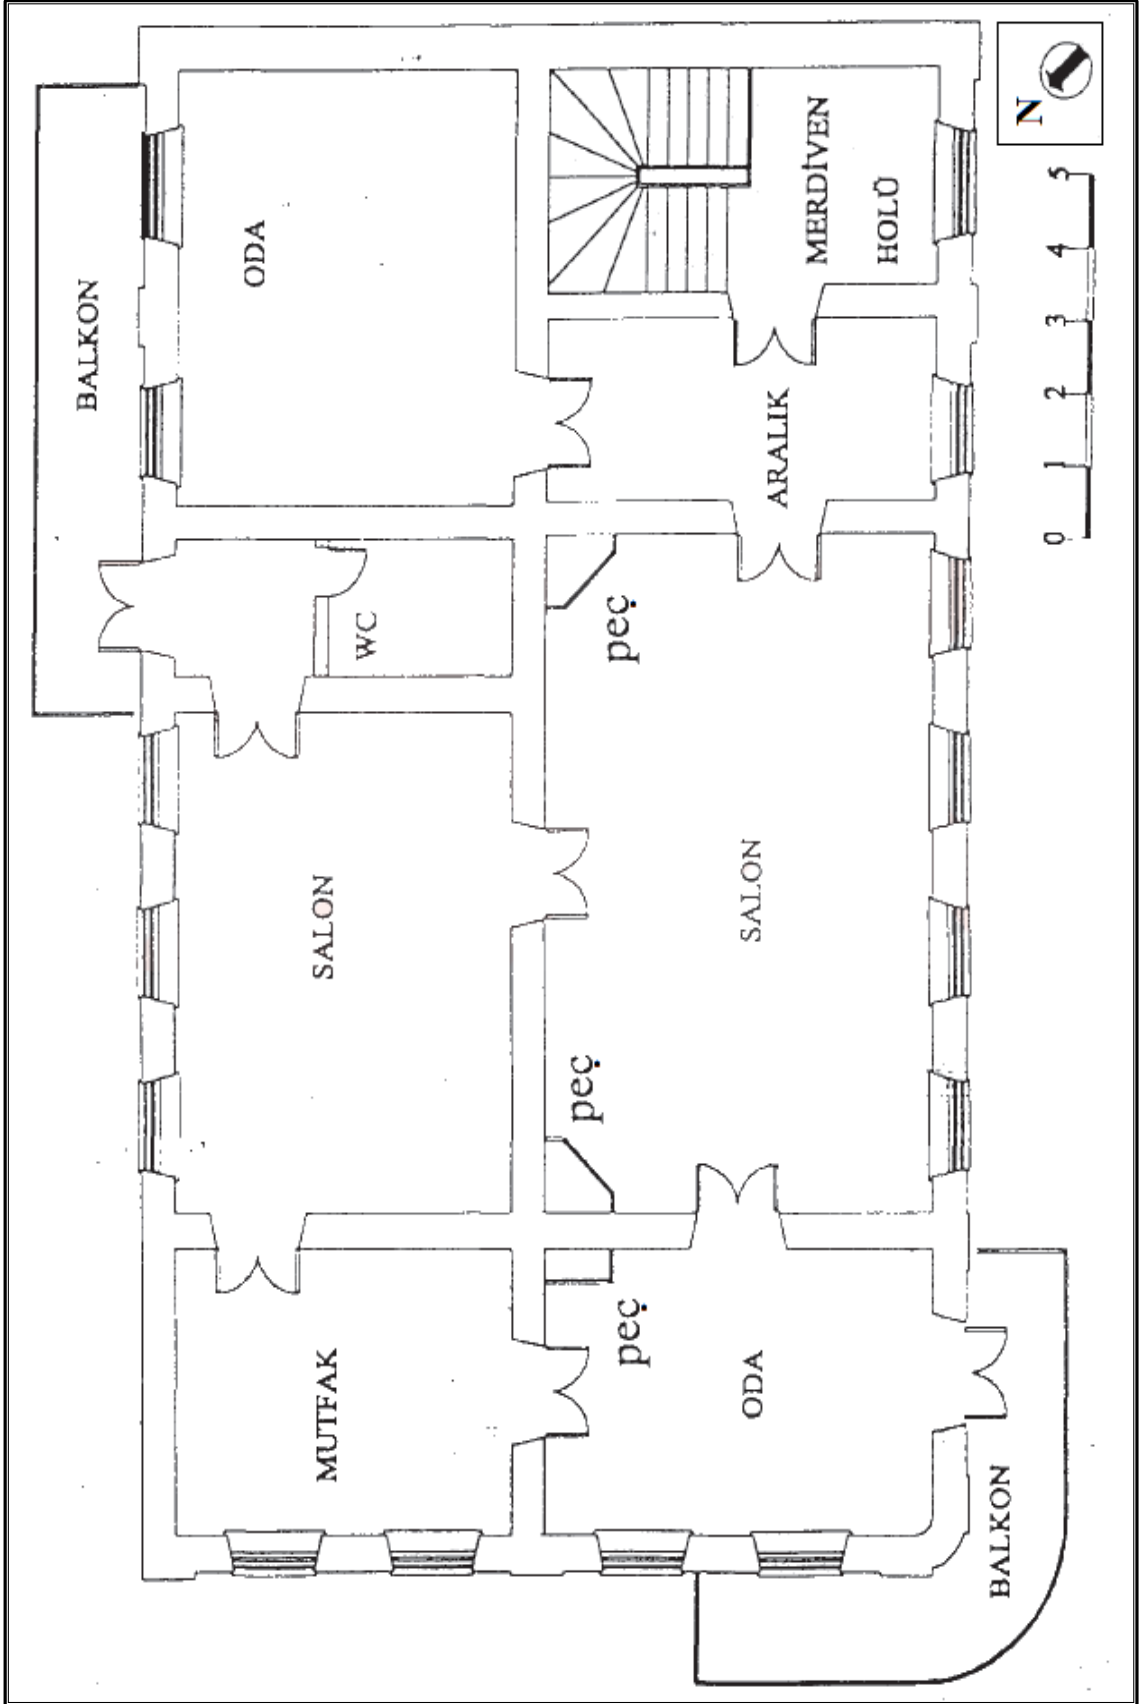 N
BALKON
ODA
MERDİVEN
HOLÜ
0 1 2 3 4 5
ARALIK
WC
peç
SALON
SALON
peç
peç
MUTFAK
ODA
BALKON